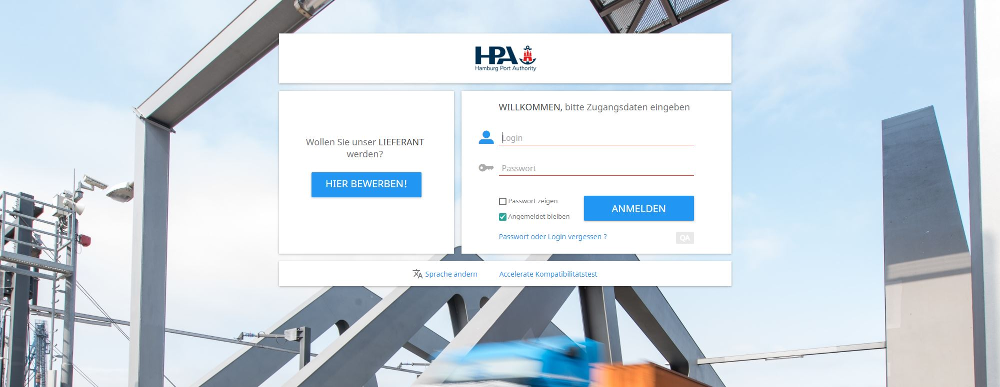 HPA
Hamburg Port Authority
Wollen Sie unser LIEFERANT
werden?
HIER BEWERBEN!
WILLKOMMEN, bitte Zugangsdaten eingeben
Login
Passwort
Passwort zeigen
Angemeldet bleiben
ANMELDEN
Passwort oder Login vergessen ?
QA
Sprache ändern
Accelerate Kompatibilitätstest